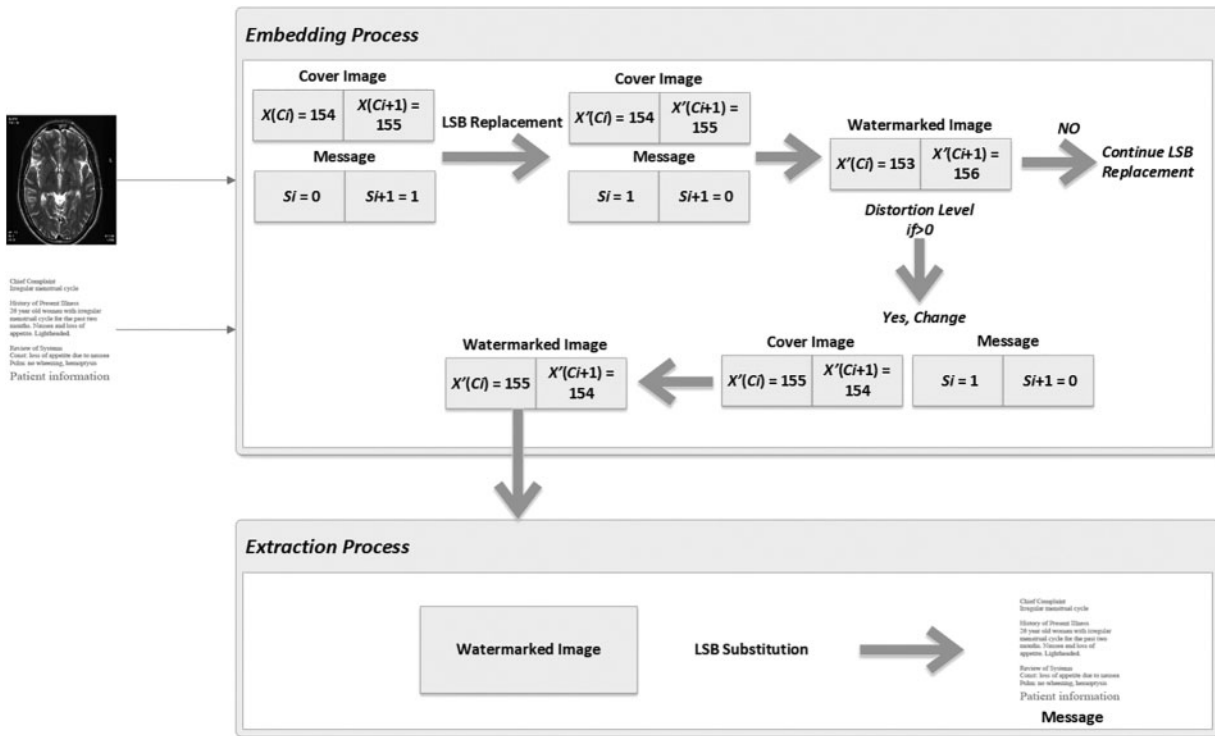 Embedding Process
Cover Image
X(Ci) = 154
X(Ci+1) =
155
Message
Si = 0
Si+1 = 1
LSB Replacement
Cover Image
X'(Ci) = 154
X'(Ci+1) =
155
Message
Si = 1
Si+1 = 0
Watermarked Image
X'(Ci) = 153
X'(Ci+1) =
156
NO
Continue LSB
Replacement
Distortion Level
if>0
Yes, Change
Cover Image
X'(Ci) = 155
X'(Ci+1) =
154
Message
Si = 1
Si+1 = 0
Watermarked Image
X'(Ci) = 155
X'(Ci+1) =
154
Chief Complaint
Irregular menstrual cycle
History of Present Illness
20 year old women with irregular
menstrual cycle for the past two
months. Nausea and loss of
appetite. Lightheaded.
Review of Systems
Const: loss of appetite due to nausea
Pulm: no wheezing, hemoptysis
Patient information
Extraction Process
Watermarked Image
LSB Substitution
Chief Complaint
Irregular menstrual cycle
History of Present Illness
20 year old women with irregular
menstrual cycle for the past two
months. Nausea and loss of
appetite. Lightheaded.
Review of Systems
Const: loss of appetite due to nausea
Pulm: no wheezing, hemoptysis
Patient information
Message